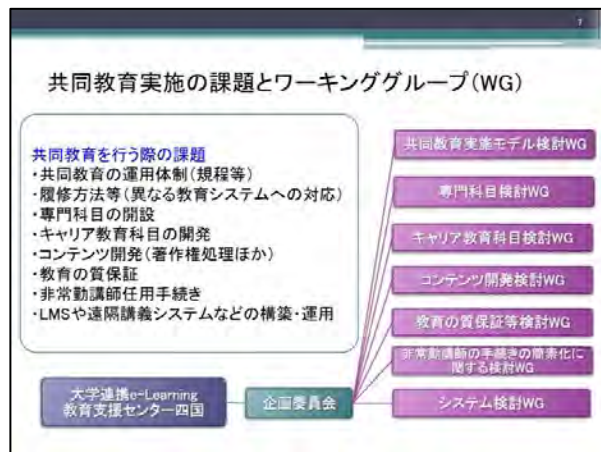 7
共同教育実施の課題とワーキンググループ(WG)
共同教育を行う際の課題
・共同教育の運用体制(規程等)
・履修方法等(異なる教育システムへの対応)
・専門科目の開設
・キャリア教育科目の開発
・コンテンツ開発(著作権処理ほか)
・教育の質保証
・非常勤講師任用手続き
・LMSや遠隔講義システムなどの構築・運用
共同教育実施モデル検討WG
専門科目検討WG
キャリア教育科目検討WG
コンテンツ開発検討WG
教育の質保証等検討WG
非常勤講師の手続きの簡素化に
関する検討WG
システム検討WG
大学連携e-Learning
教育支援センター四国
企画委員会